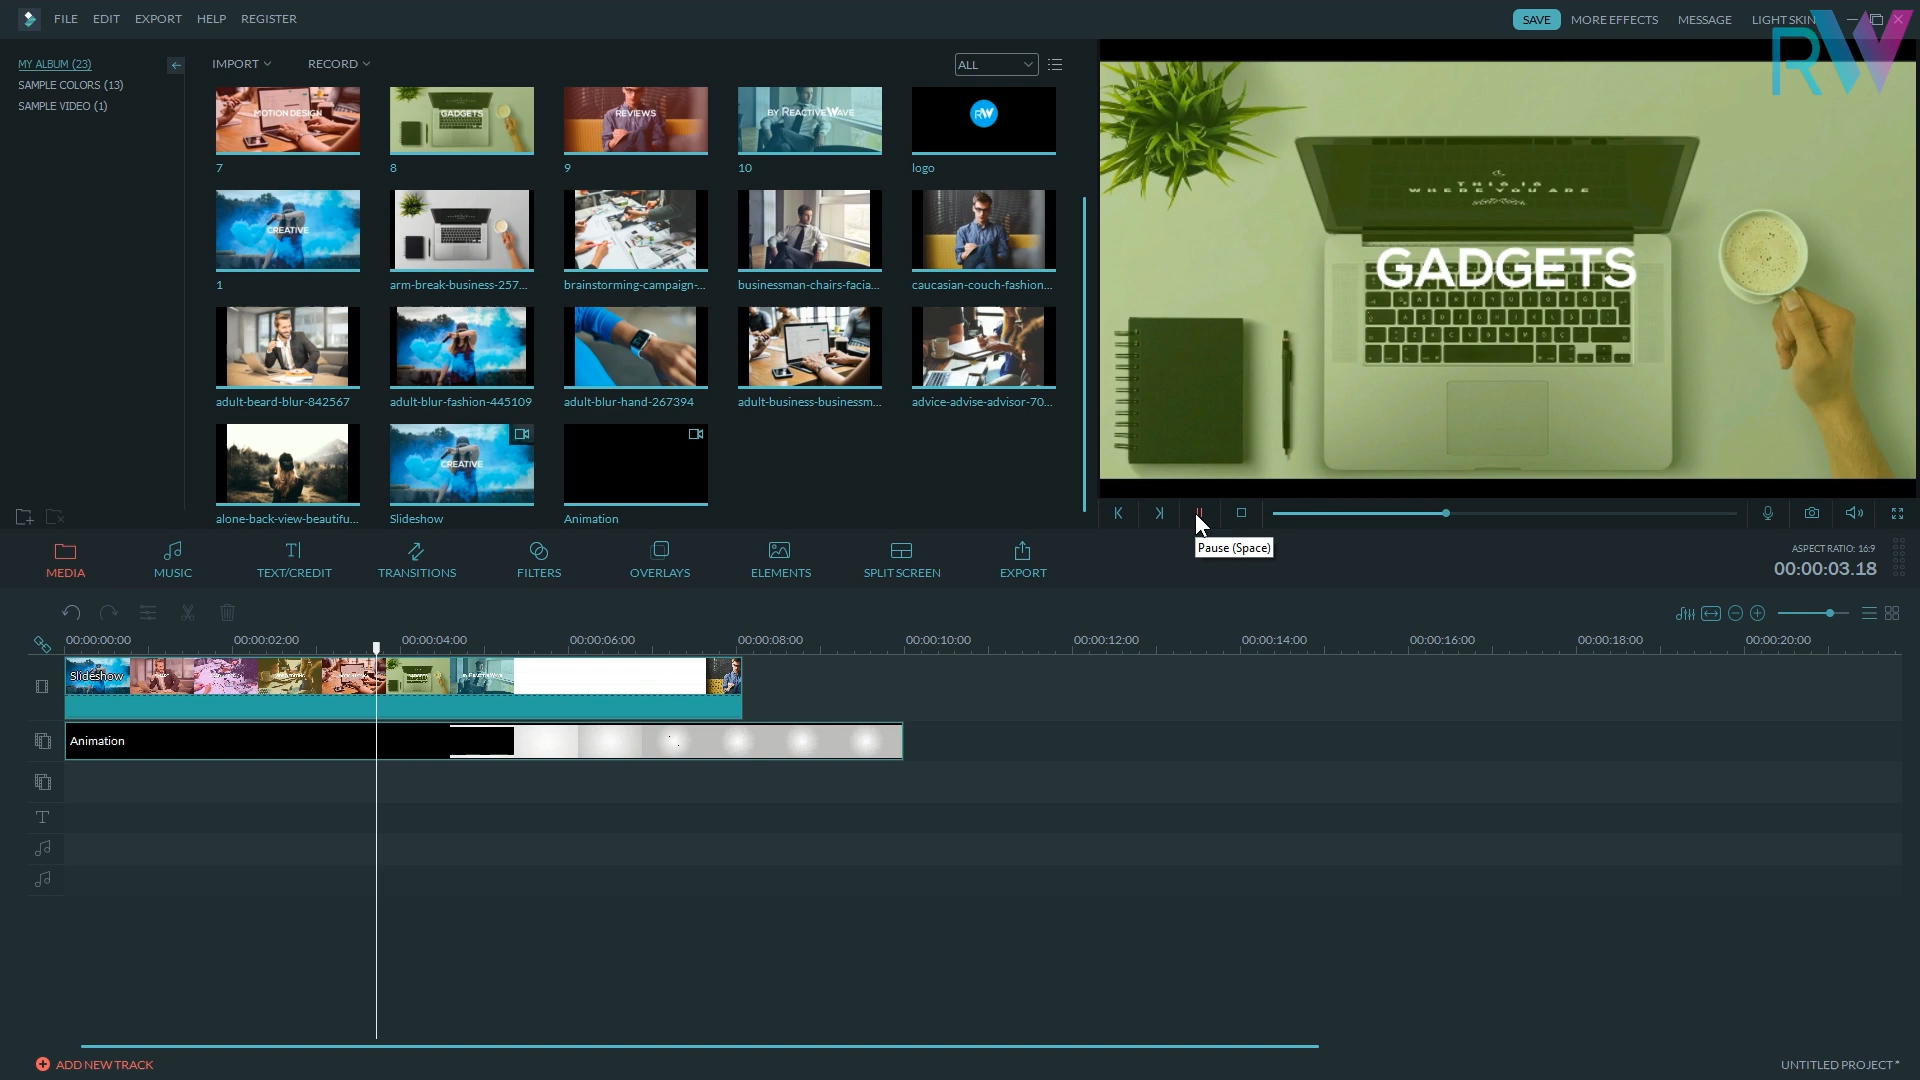 FILE EDIT EXPORT HELP REGISTER
SAVE MORE EFFECTS MESSAGE LIGHT SKIN
RW
MY ALBUM (23)
SAMPLE COLORS (13)
SAMPLE VIDEO (1)
IMPORT RECORD ALL
MOTION DESIGN GADGETS REVIEWS BY REACTIVEWAVE RW
7 8 9 10 logo
CREATIVE
1 arm-break-business-257... brainstorming-campaign-... businessman-chairs-facia... caucasian-couch-fashion...
adult-beard-blur-842567 adult-blur-fashion-445109 adult-blur-hand-267394 adult-business-businessm... advice-advise-advisor-70...
CREATIVE
alone-back-view-beautifu... Slideshow Animation
THIS IS
WHERE YOU ARE
GADGETS
Pause (Space)
MEDIA MUSIC TEXT/CREDIT TRANSITIONS FILTERS OVERLAYS ELEMENTS SPLIT SCREEN EXPORT
ASPECT RATIO: 16:9
00:00:03.18
00:00:00:00 00:00:02:00 00:00:04:00 00:00:06:00 00:00:08:00 00:00:10:00 00:00:12:00 00:00:14:00 00:00:16:00 00:00:18:00 00:00:20:00
Slideshow
Animation
ADD NEW TRACK
UNTITLED PROJECT *